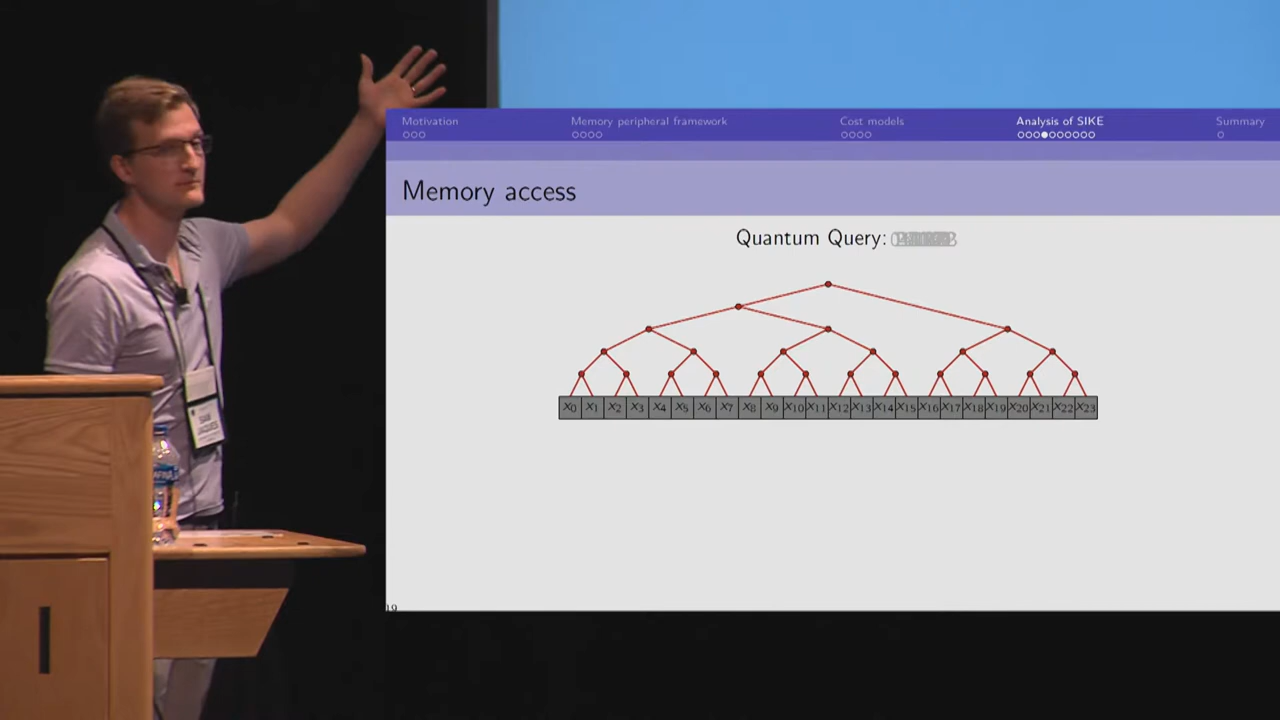 Motivation
Memory peripheral framework
Cost models
Analysis of SIKE
Summary
Memory access
Quantum Query:
x₀ x₁ x₂ x₃ x₄ x₅ x₆ x₇ x₈ x₉ x₁₀ x₁₁ x₁₂ x₁₃ x₁₄ x₁₅ x₁₆ x₁₇ x₁₈ x₁₉ x₂₀ x₂₁ x₂₂ x₂₃
19
JAQUES